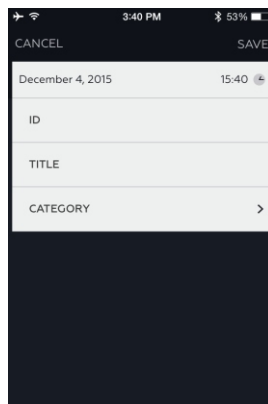 3:40 PM 53%
CANCEL SAVE
December 4, 2015 15:40
ID
TITLE
CATEGORY